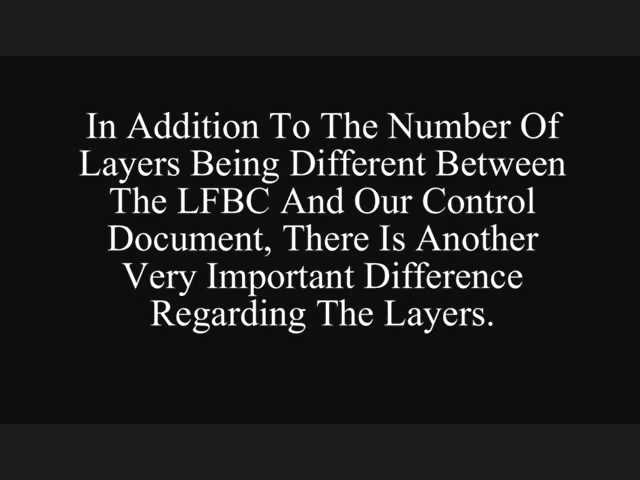 In Addition To The Number Of
Layers Being Different Between
The LFBC And Our Control
Document, There Is Another
Very Important Difference
Regarding The Layers.